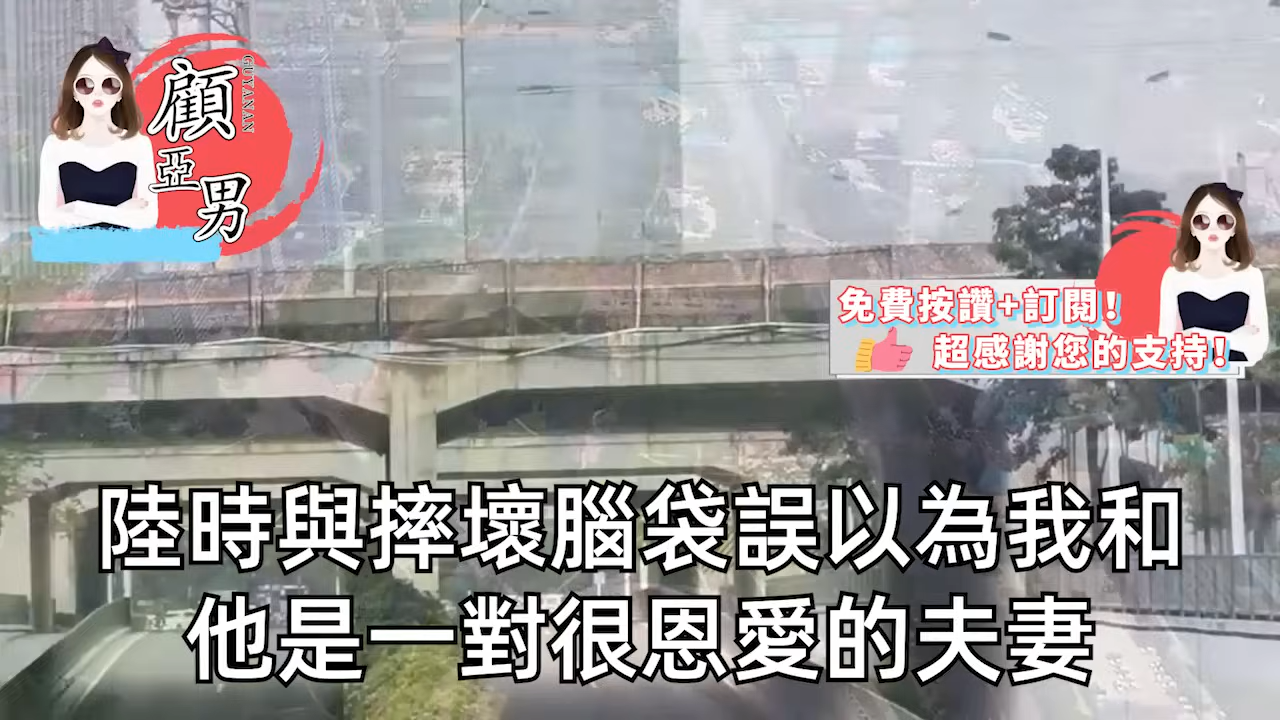 顧亞男
GUYANAN
免費按讚+訂閱!
超感謝您的支持!
陸時與摔壞腦袋誤以為我和
他是一對很恩愛的夫妻